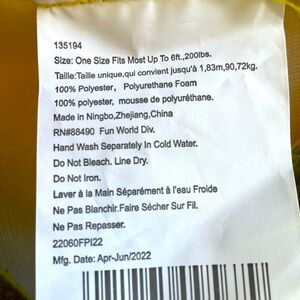 135194
Size: One Size Fits Most Up To 6ft.,200lbs.
Taille:Taille unique,qui convient jusqu'à 1,83m,90,72kg.
100% Polyester, Polyurethane Foam
100% polyester, mousse de polyuréthane.
Made in Ningbo,Zhejiang,China
RN#88490 Fun World Div.
Hand Wash Separately In Cold Water.
Do Not Bleach. Line Dry.
Do Not Iron.
Laver à la Main Séparément à l'eau Froide
Ne Pas Blanchir.Faire Sécher Sur Fil.
Ne Pas Repasser.
22060FPI22
Mfg. Date: Apr-Jun/2022